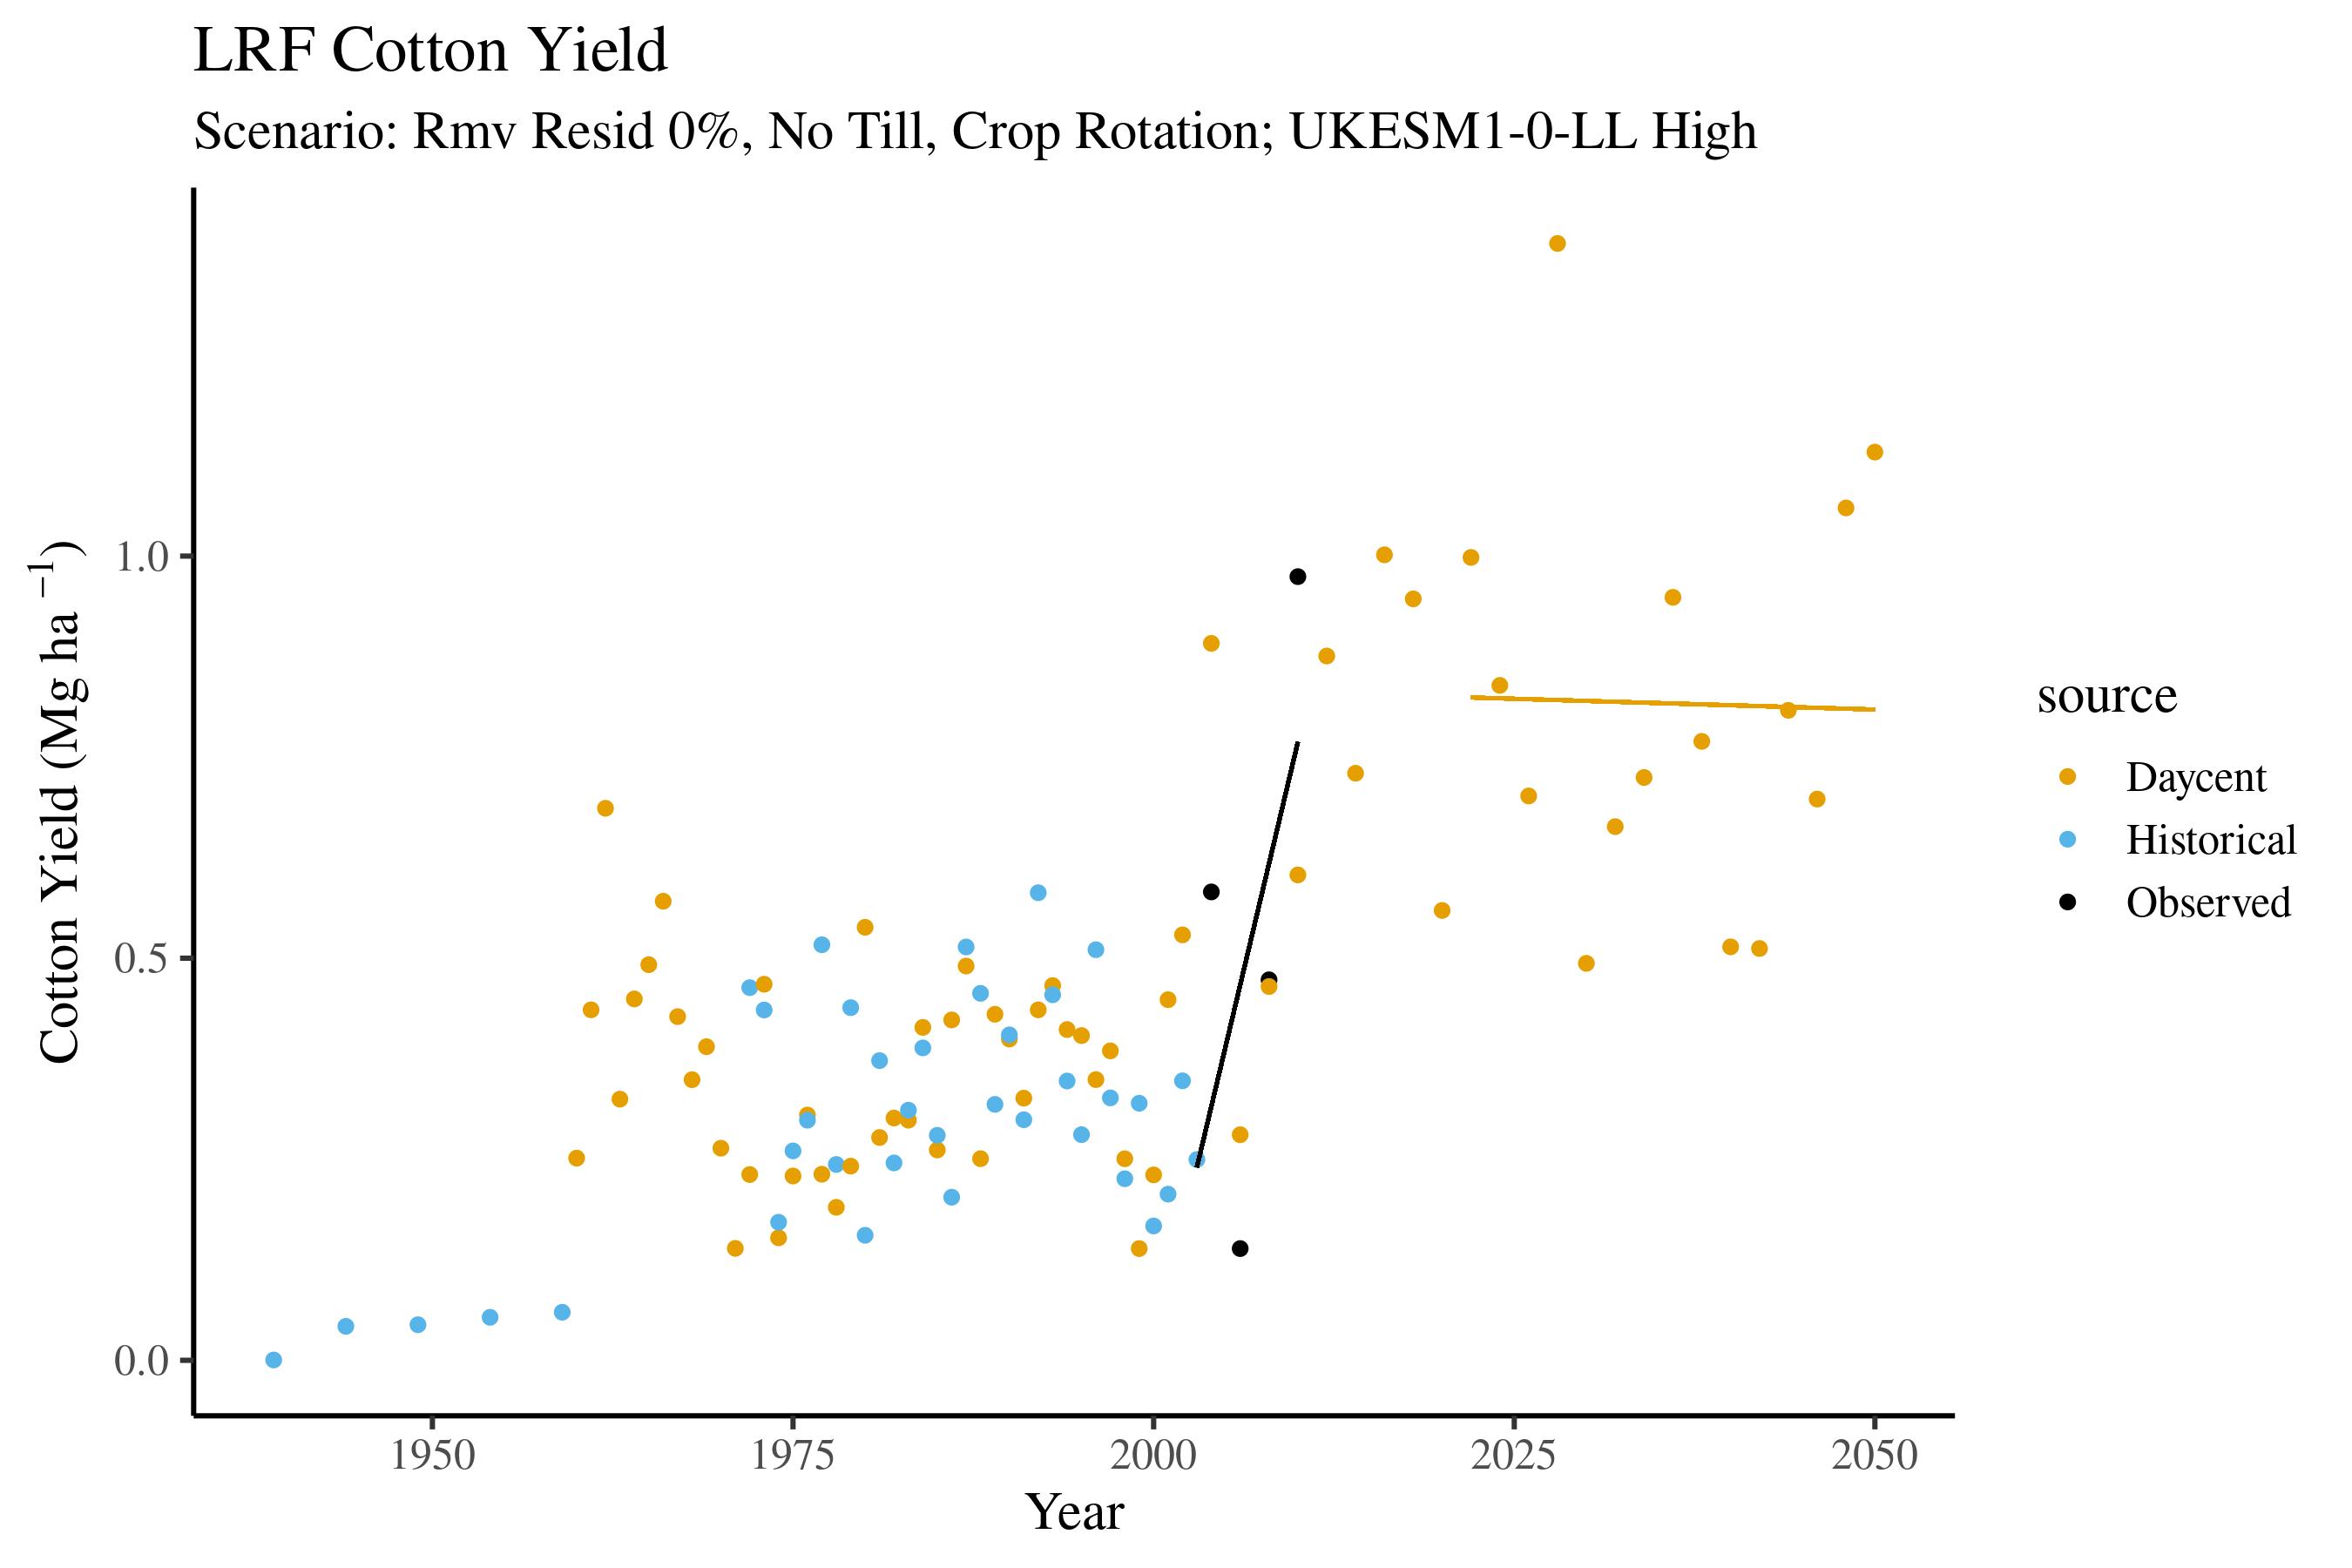 LRF Cotton Yield
Scenario: Rmv Resid 0%, No Till, Crop Rotation; UKESM1-0-LL High
Cotton Yield (Mg ha −1)
1.0
0.5
0.0
1950 1975 2000 2025 2050
Year
source
Daycent
Historical
Observed